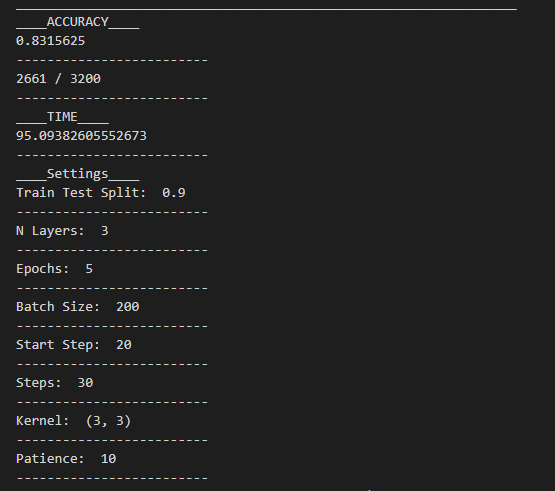 ____ACCURACY____
0.8315625
-------------------------
2661 / 3200
-------------------------
____TIME____
95.09382605552673
-------------------------
____Settings____
Train Test Split:  0.9
-------------------------
N Layers:  3
-------------------------
Epochs:  5
-------------------------
Batch Size:  200
-------------------------
Start Step:  20
-------------------------
Steps:  30
-------------------------
Kernel:  (3, 3)
-------------------------
Patience:  10
-------------------------